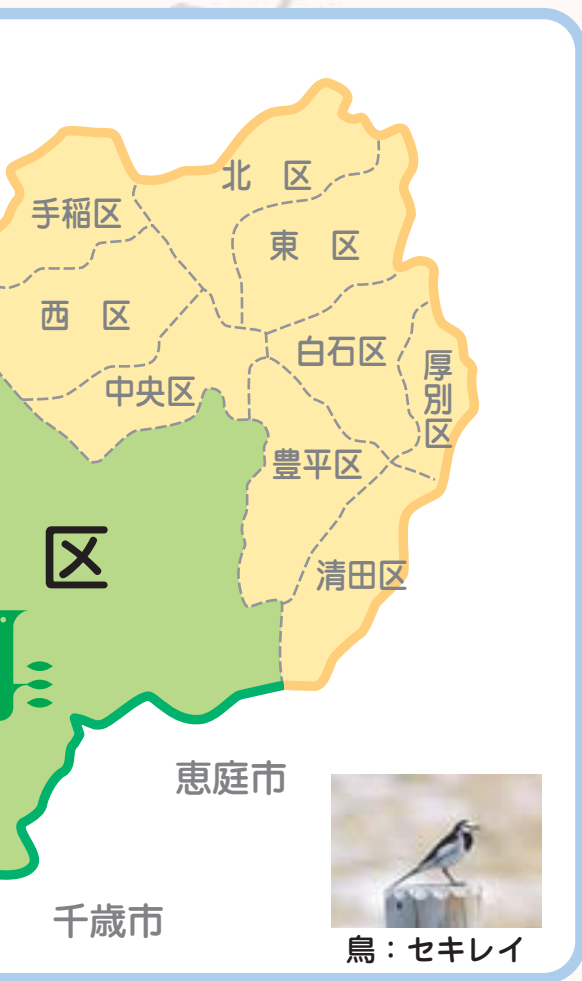 北 区
手稲区
東 区
西 区
白石区
厚別区
中央区
豊平区
区
清田区
恵庭市
千歳市
鳥：セキレイ